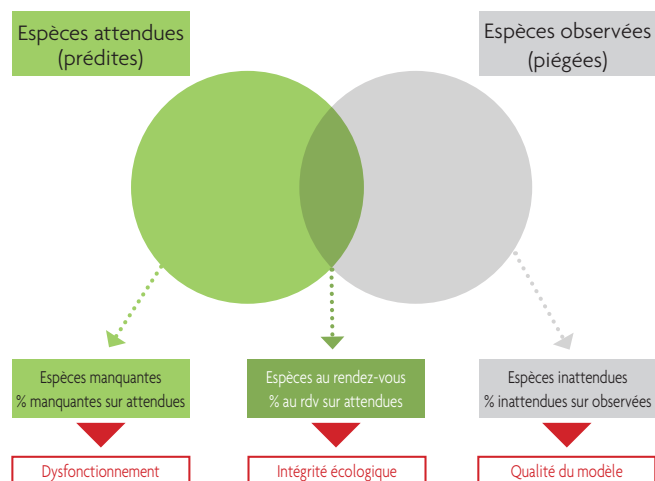 Espèces attendues
(prédites)
Espèces observées
(piégées)
Espèces manquantes
% manquantes sur attendues
Espèces au rendez-vous
% au rdv sur attendues
Espèces inattendues
% inattendues sur observées
Dysfonctionnement
Intégrité écologique
Qualité du modèle